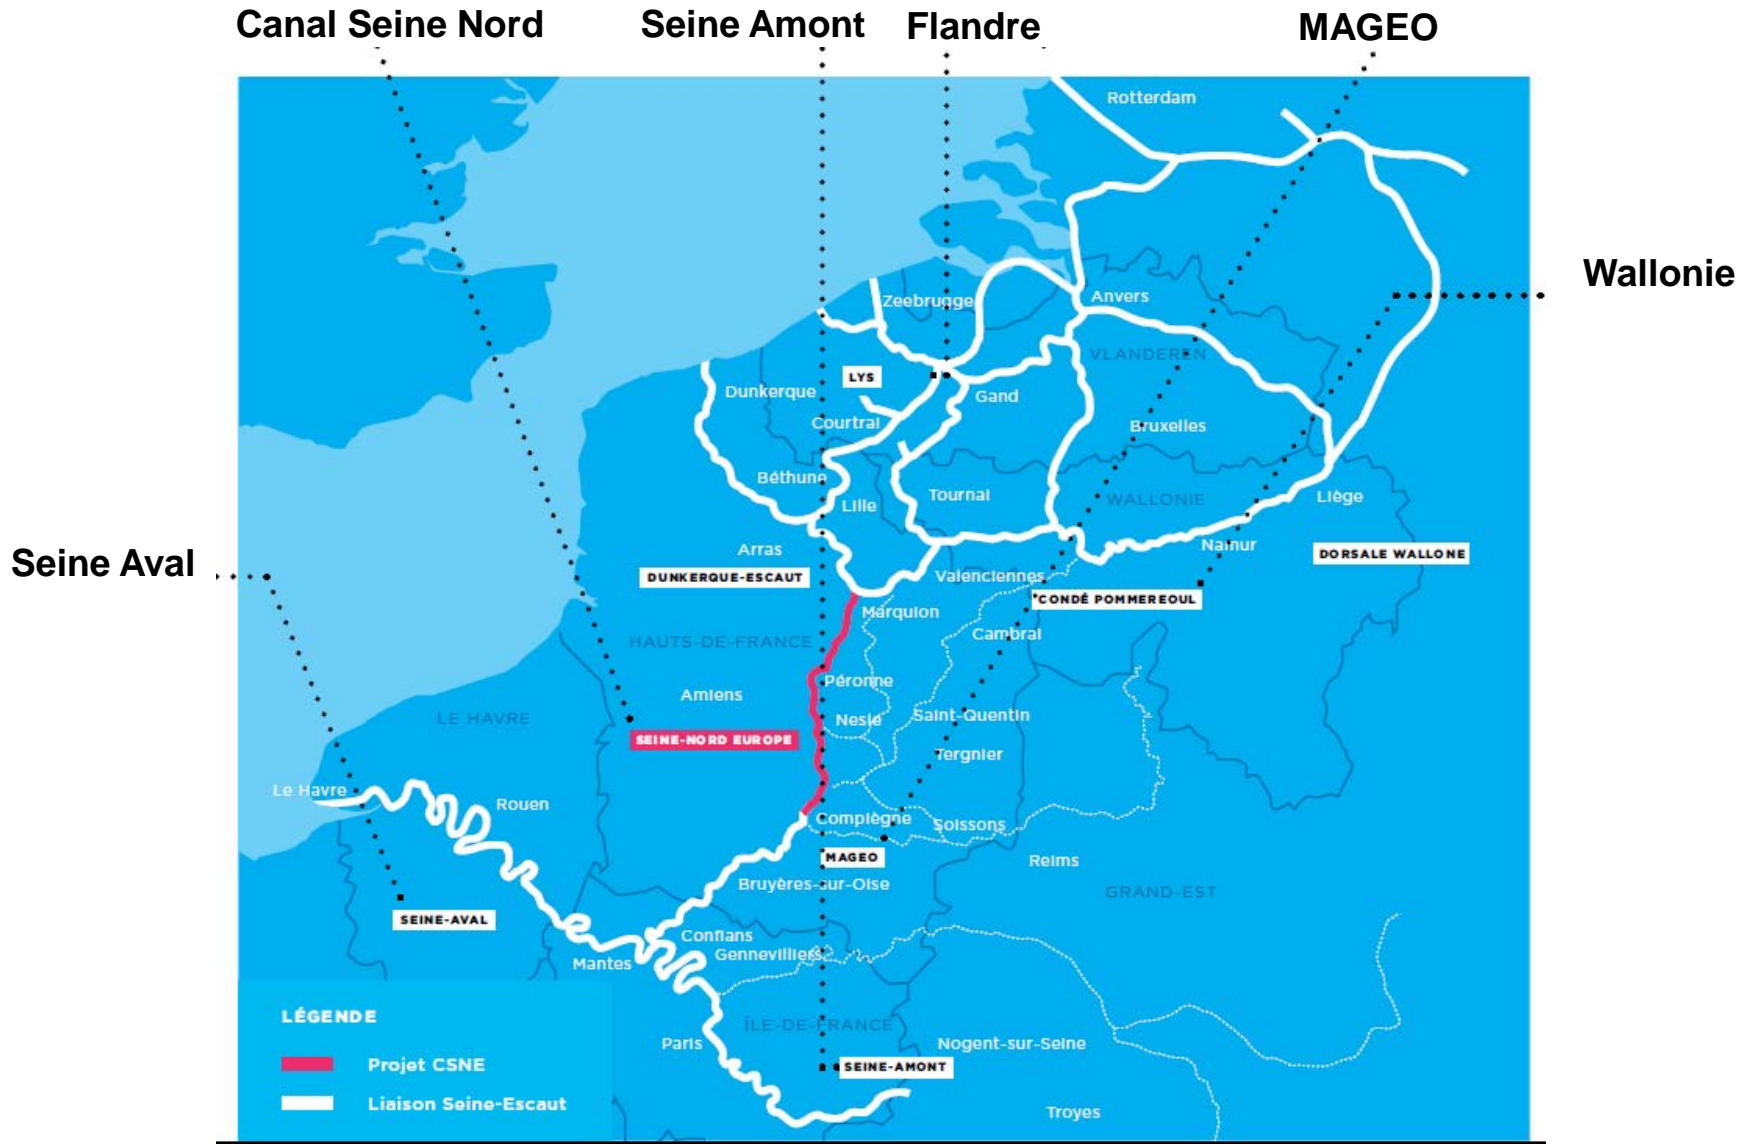 Canal Seine Nord
Seine Amont
Flandre
MAGEO
Rotterdam
Wallonie
Zeebrugge
Anvers
VLANDEREN
LYS
Dunkerque
Gand
Courtrai
Bruxelles
Béthune
Lille
Tournai
WALLONIE
Liège
Seine Aval
Arras
Namur
DORSALE WALLONE
DUNKERQUE-ESCAUT
Valenciennes
CONDÉ POMMEREOUL
Marquion
Cambrai
HAUTS-DE-FRANCE
Péronne
Amiens
LE HAVRE
Nesle
Saint-Quentin
SEINE-NORD EUROPE
Tergnier
Le Havre
Rouen
Compiègne
Soissons
MAGEO
Reims
Bruyères-sur-Oise
GRAND-EST
SEINE-AVAL
Conflans
Gennevilliers
Mantes
LÉGENDE
ÎLE-DE-FRANCE
Paris
Nogent-sur-Seine
Projet CSNE
SEINE-AMONT
Liaison Seine-Escaut
Troyes